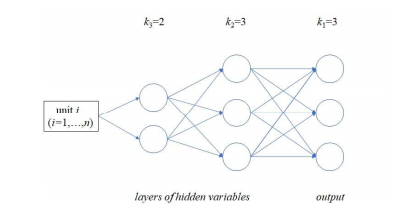 k3=2 k2=3 k1=3
unit i
(i=1,...,n)
layers of hidden variables output